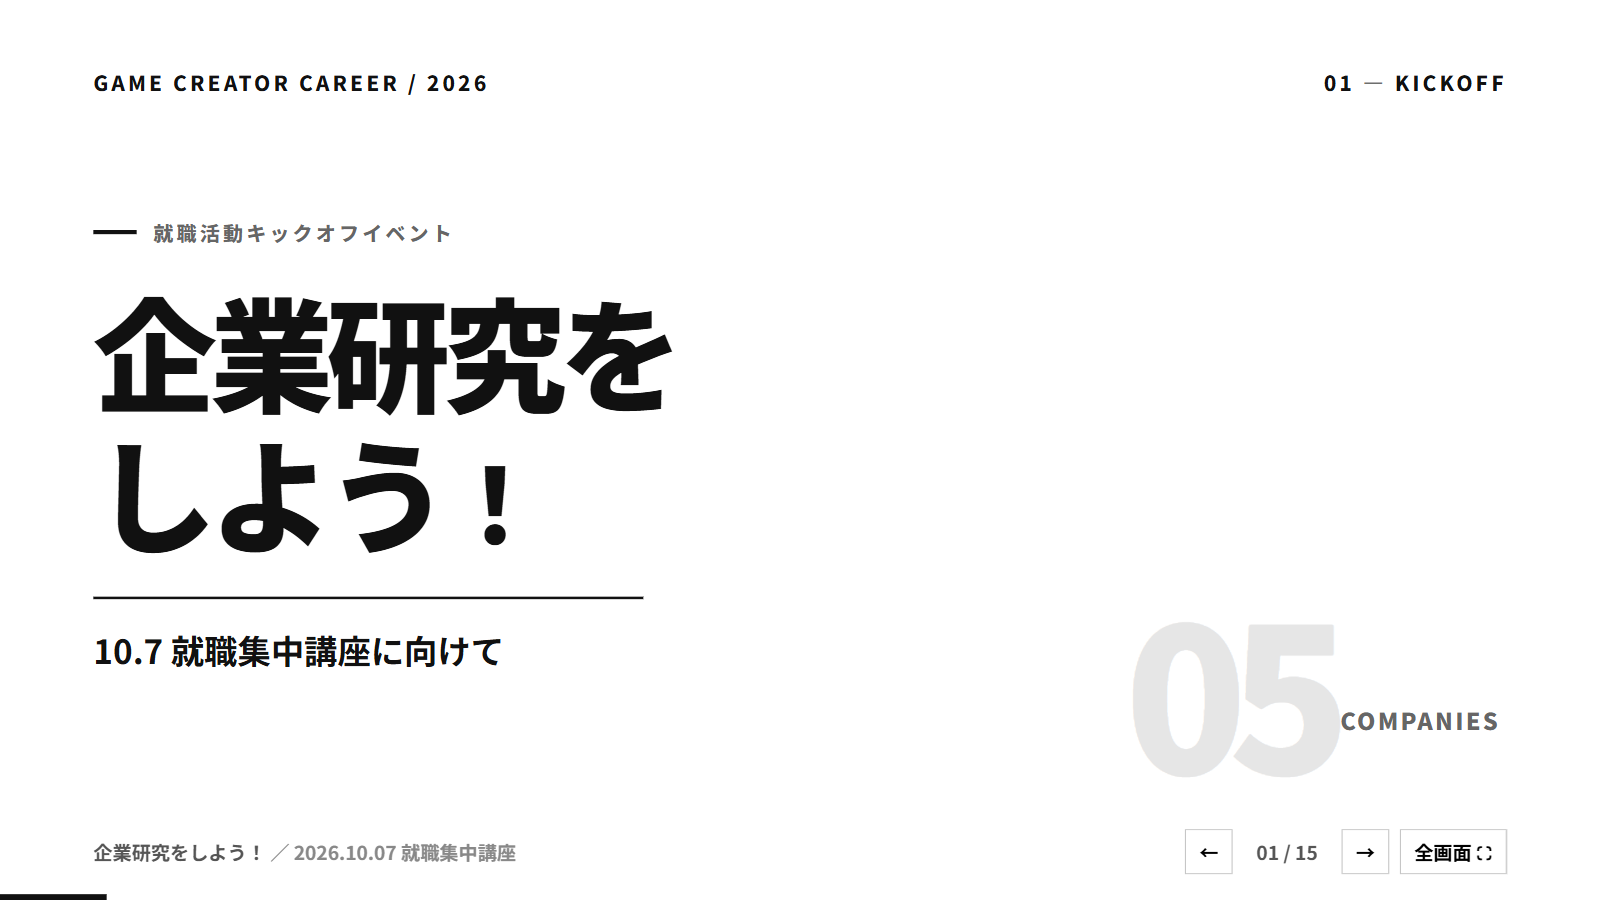 GAME CREATOR CAREER / 2026
01 — KICKOFF
就職活動キックオフイベント
企業研究を
しよう！
10.7 就職集中講座に向けて
05
COMPANIES
企業研究をしよう！ ／ 2026.10.07 就職集中講座
← 01 / 15 → 全画面 ⛶